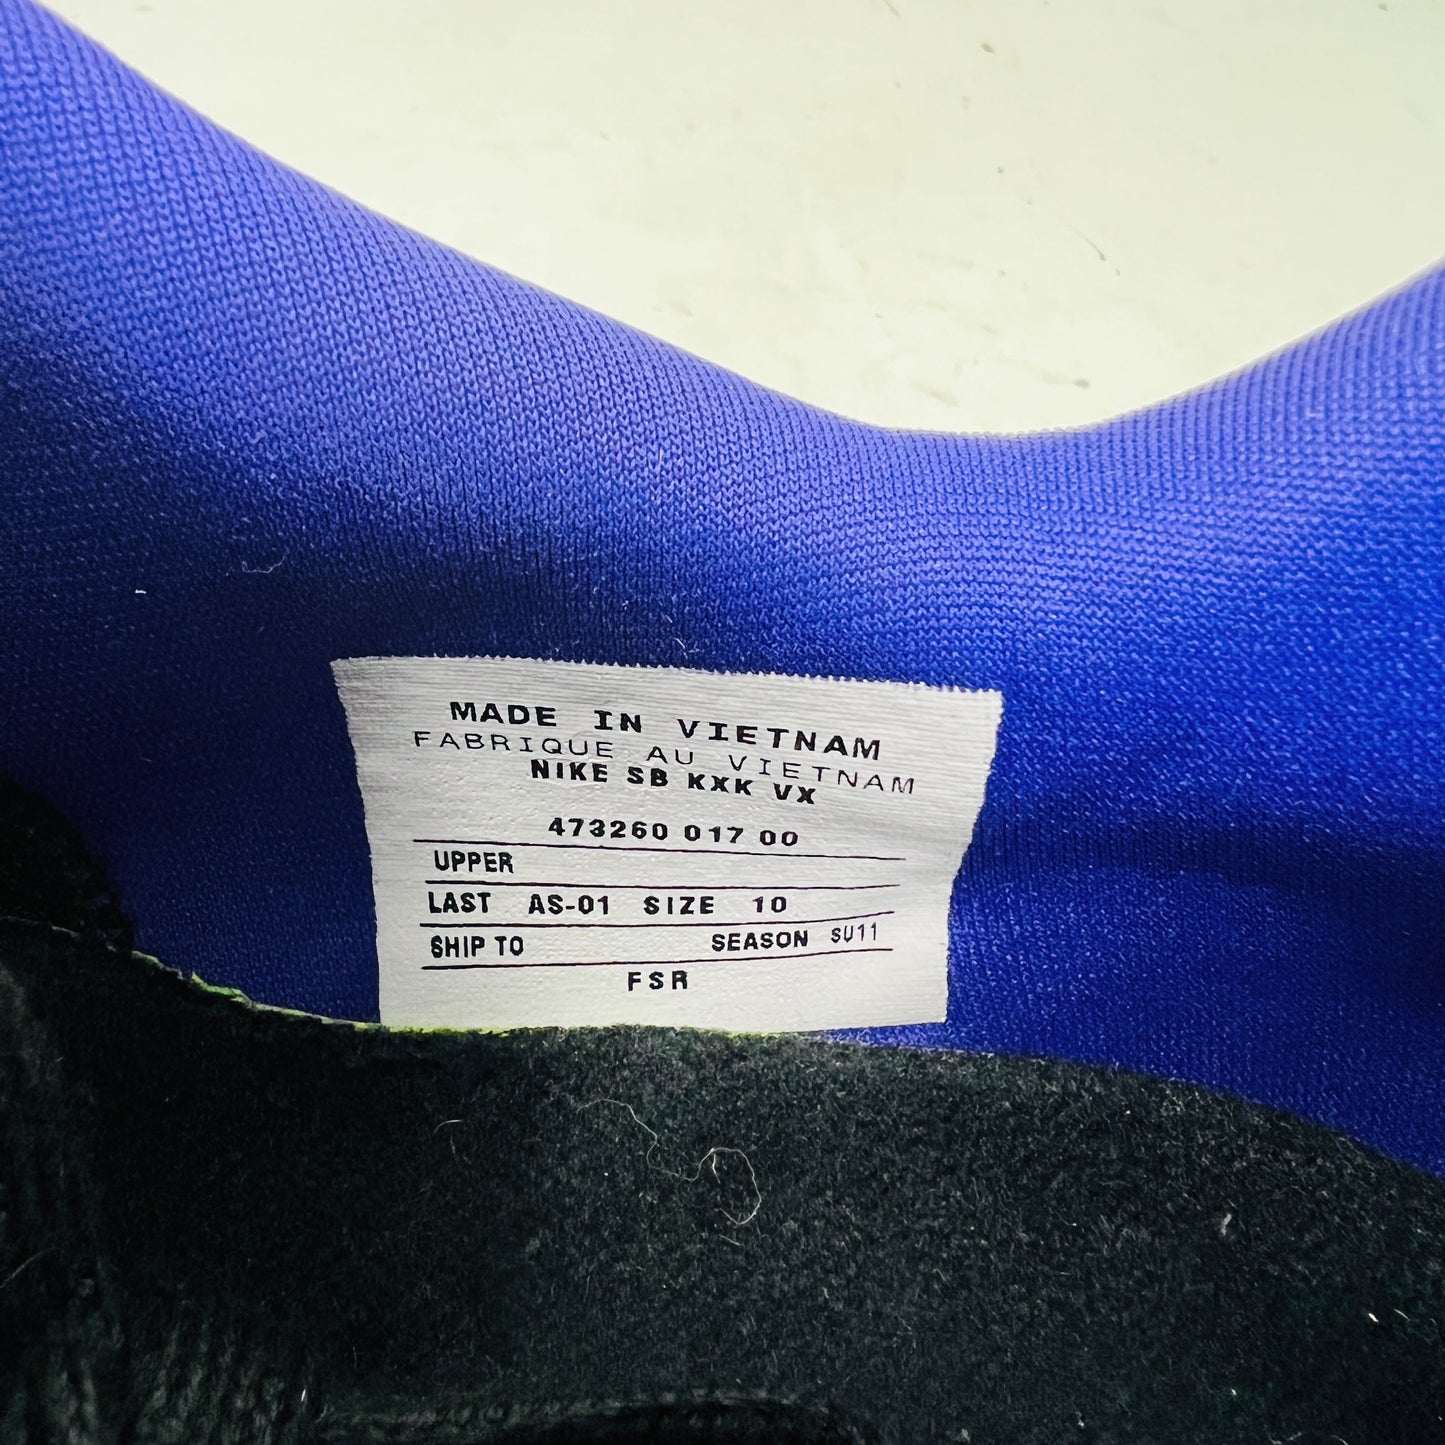 MADE IN VIETNAM
FABRIQUE AU VIETNAM
NIKE SB KXK VX
473260 017 00
UPPER
LAST AS-01 SIZE 10
SHIP TO SEASON SU11
FSR